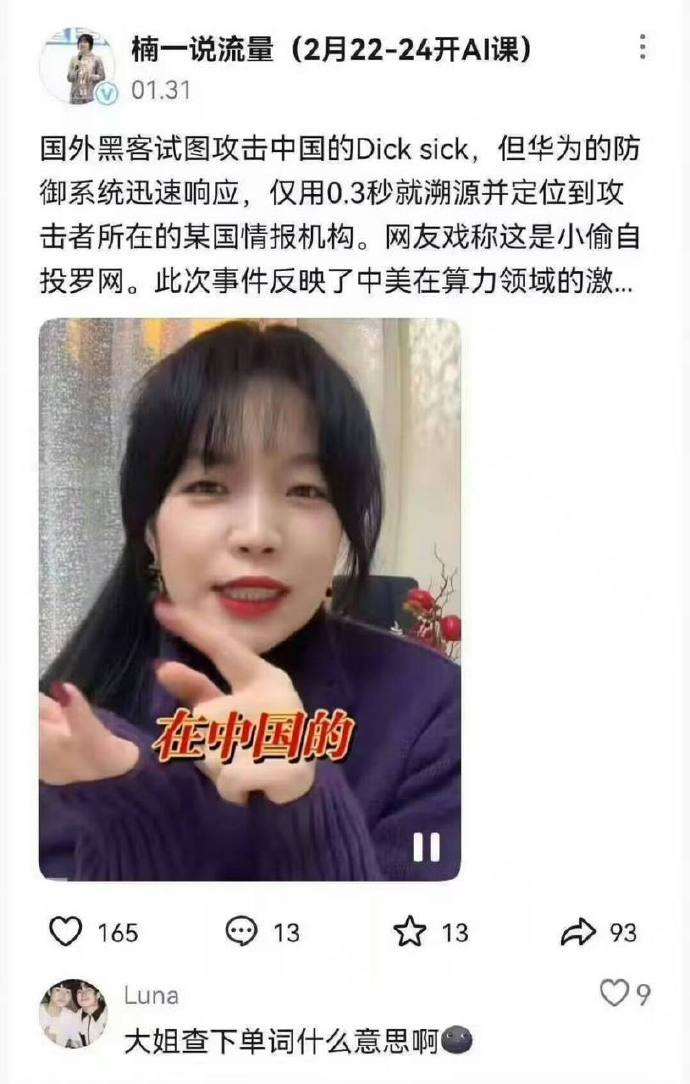 楠一说流量（2月22-24开AI课）
01.31
国外黑客试图攻击中国的Dick sick，但华为的防
御系统迅速响应，仅用0.3秒就溯源并定位到攻
击者所在的某国情报机构。网友戏称这是小偷自
投罗网。此次事件反映了中美在算力领域的激...
在中国的
165
13
13
93
Luna
9
大姐查下单词什么意思啊